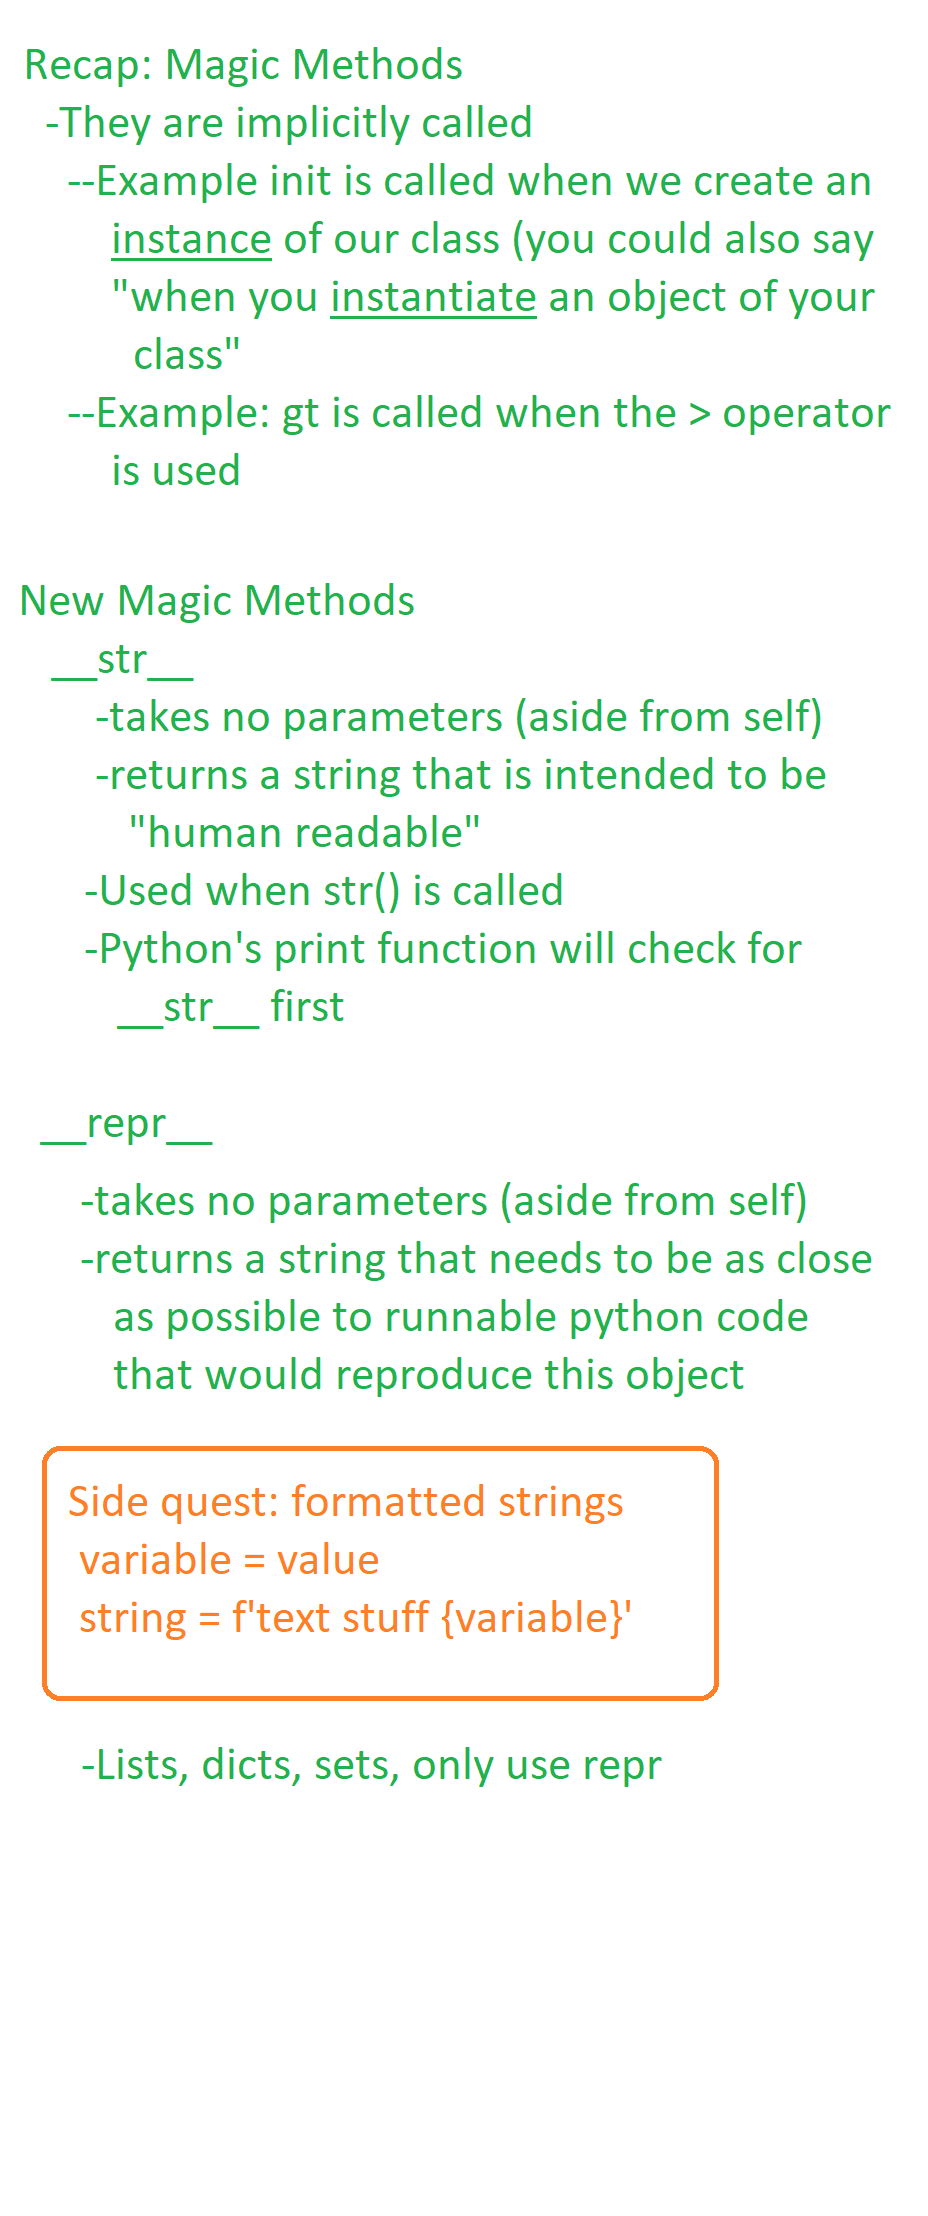 Recap: Magic Methods
-They are implicitly called
--Example init is called when we create an
instance of our class (you could also say
"when you instantiate an object of your
class"
--Example: gt is called when the > operator
is used
New Magic Methods
__str__
-takes no parameters (aside from self)
-returns a string that is intended to be
"human readable"
-Used when str() is called
-Python's print function will check for
__str__ first
__repr__
-takes no parameters (aside from self)
-returns a string that needs to be as close
as possible to runnable python code
that would reproduce this object
Side quest: formatted strings
variable = value
string = f'text stuff {variable}'
-Lists, dicts, sets, only use repr